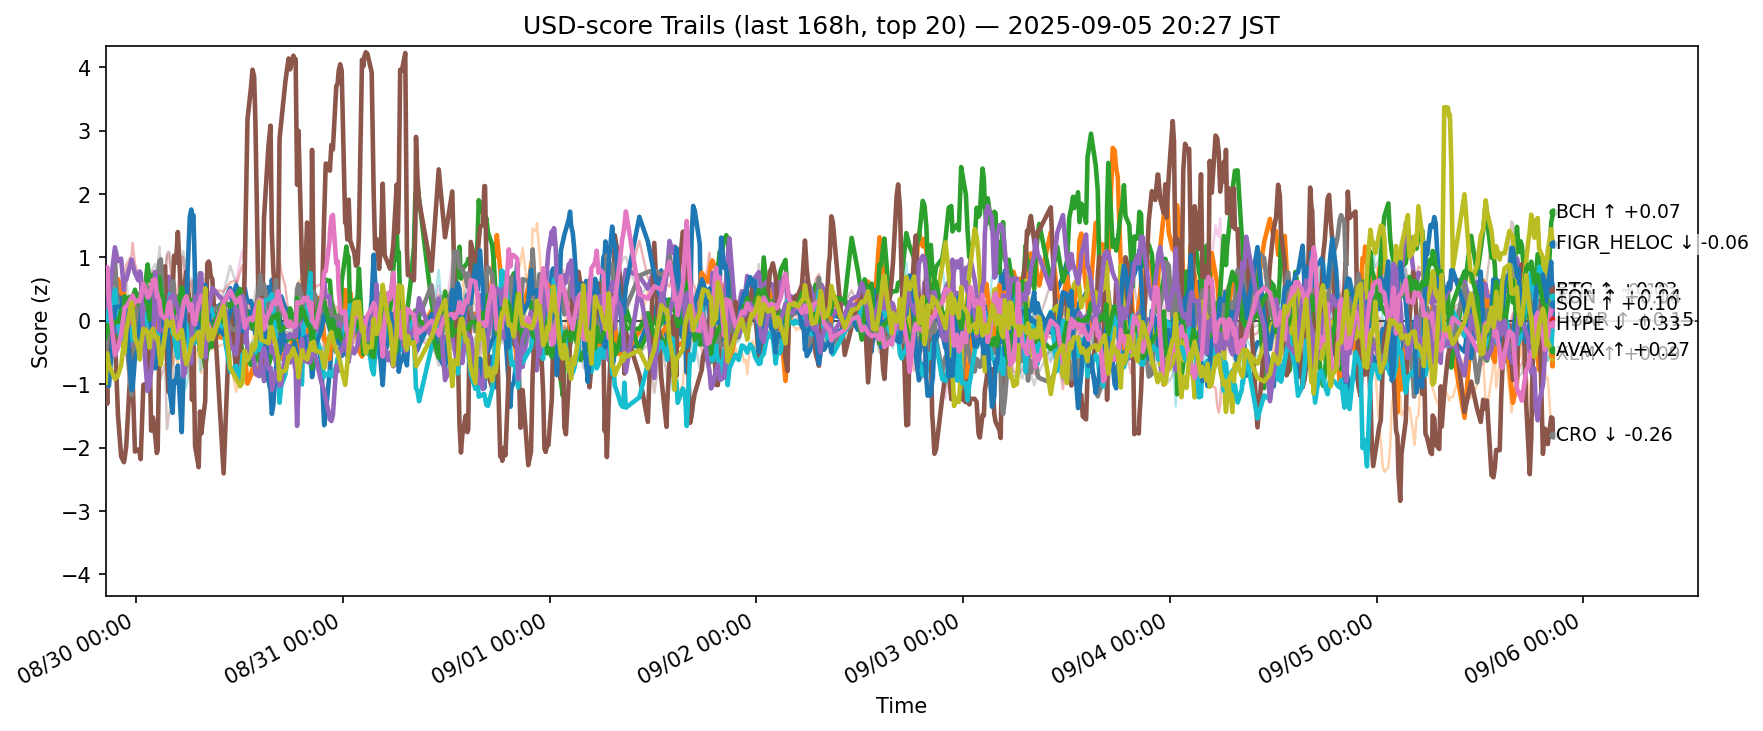 USD-score Trails (last 168h, top 20) — 2025-09-05 20:27 JST
Score (z)
4
3
2
1
0
−1
−2
−3
−4
BCH ↑ +0.07
FIGR_HELOC ↓ -0.06
SOL ↑ +0.10
HYPE ↓ -0.33
AVAX ↑ +0.27
CRO ↓ -0.26
08/30 00:00
08/31 00:00
09/01 00:00
09/02 00:00
09/03 00:00
09/04 00:00
09/05 00:00
09/06 00:00
Time